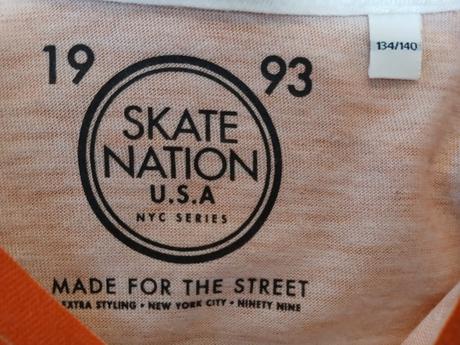 134/140
19 93
SKATE
NATION
U.S.A
NYC SERIES
MADE FOR THE STREET
EXTRA STYLING • NEW YORK CITY • NINETY NINE